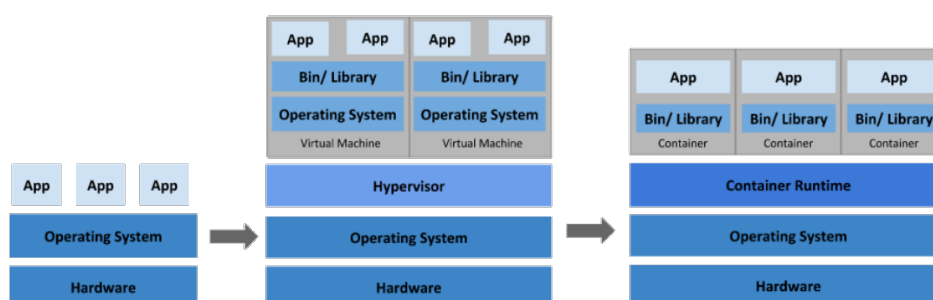 App App App
Operating System
Hardware
App App App App
Bin/ Library Bin/ Library
Operating System Operating System
Virtual Machine Virtual Machine
Hypervisor
Operating System
Hardware
App App App
Bin/ Library Bin/ Library Bin/ Library
Container Container Container
Container Runtime
Operating System
Hardware